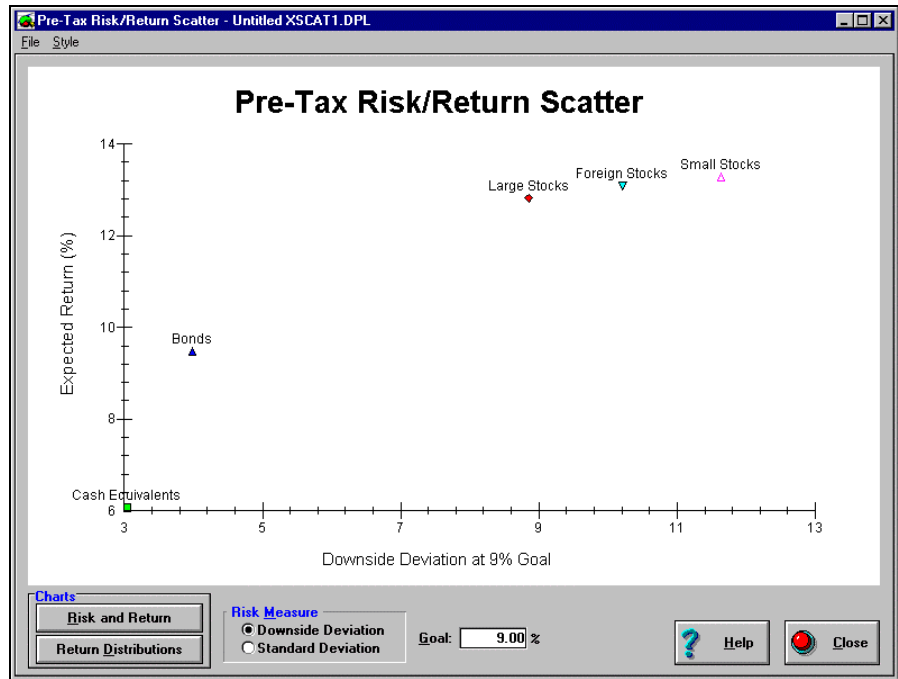 Pre-Tax Risk/Return Scatter - Untitled XSCAT1.DPL
File Style
Pre-Tax Risk/Return Scatter
14
12
10
8
6
Expected Return (%)
Small Stocks
Foreign Stocks
Large Stocks
Bonds
Cash Equivalents
3 5 7 9 11 13
Downside Deviation at 9% Goal
Charts
Risk and Return
Return Distributions
Risk Measure
Downside Deviation
Standard Deviation
Goal: 9.00 %
? Help
Close